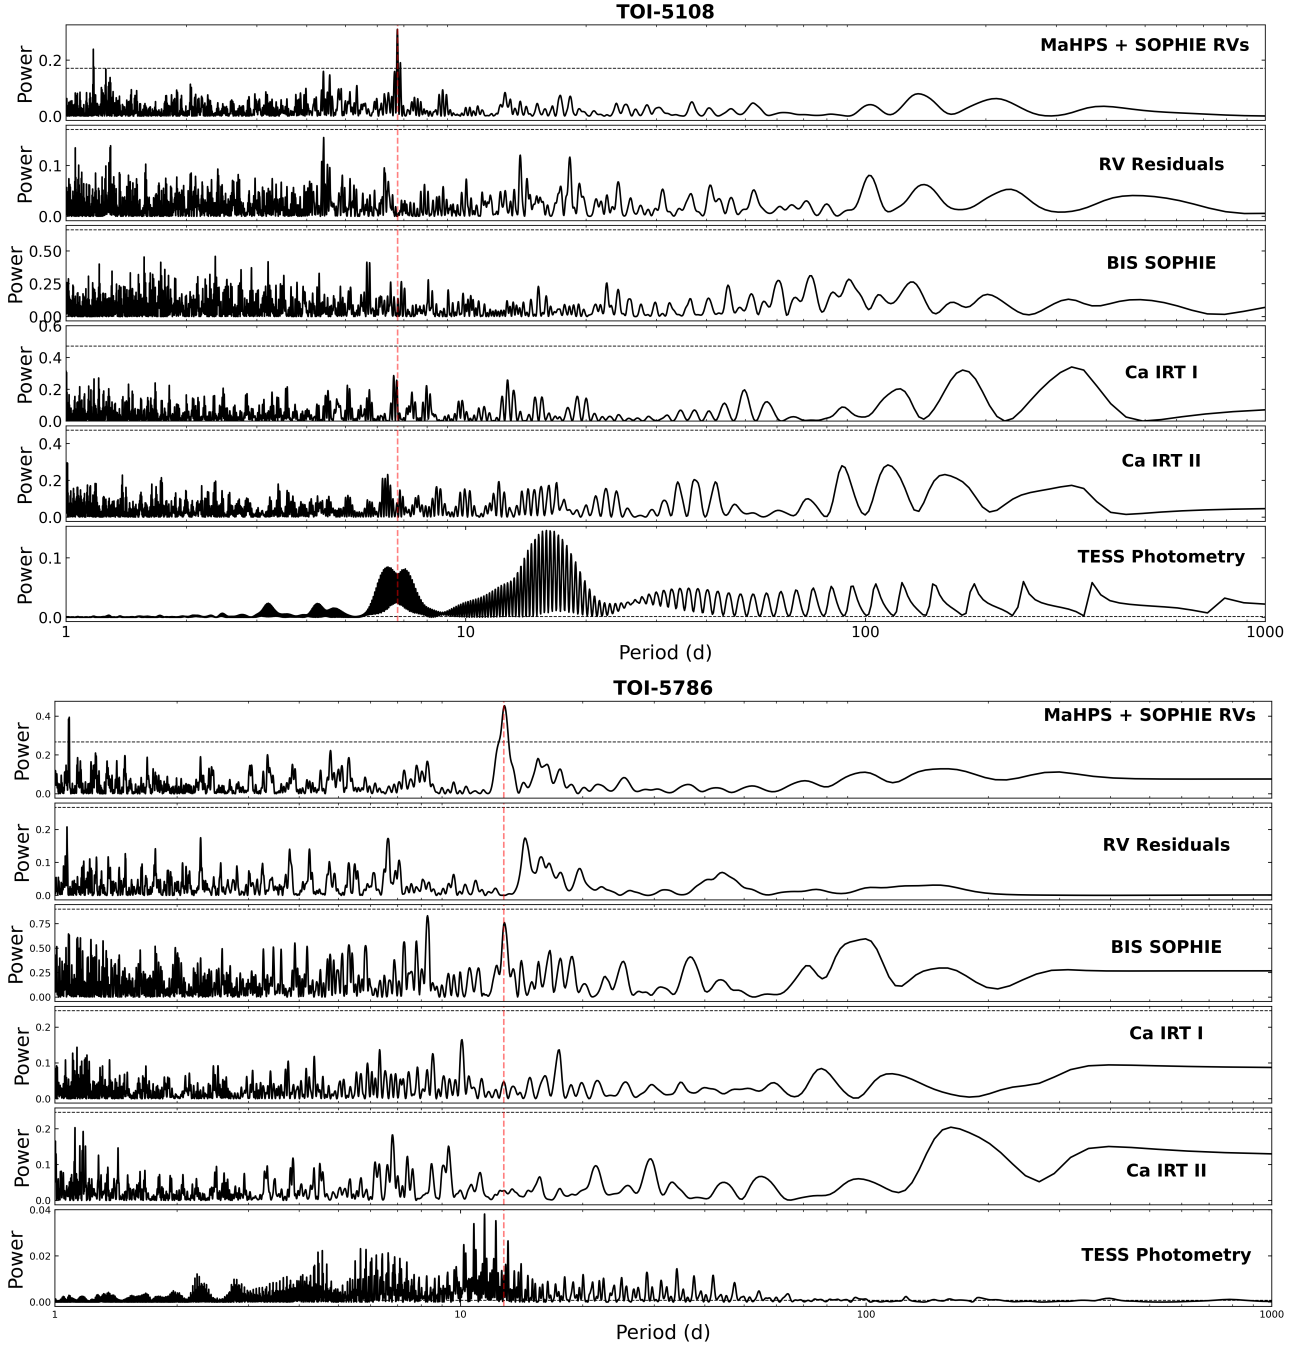 TOI-5108
MaHPS + SOPHIE RVs
Power
0.2
0.0
RV Residuals
Power
0.1
0.0
BIS SOPHIE
Power
0.50
0.25
0.00
Ca IRT I
Power
0.6
0.4
0.2
0.0
Ca IRT II
Power
0.4
0.2
0.0
TESS Photometry
Power
0.1
0.0
1 10 100 1000
Period (d)
TOI-5786
MaHPS + SOPHIE RVs
Power
0.4
0.2
0.0
RV Residuals
Power
0.2
0.1
0.0
BIS SOPHIE
Power
0.75
0.50
0.25
0.00
Ca IRT I
Power
0.2
0.1
0.0
Ca IRT II
Power
0.2
0.1
0.0
TESS Photometry
Power
0.04
0.02
0.00
1 10 100 1000
Period (d)